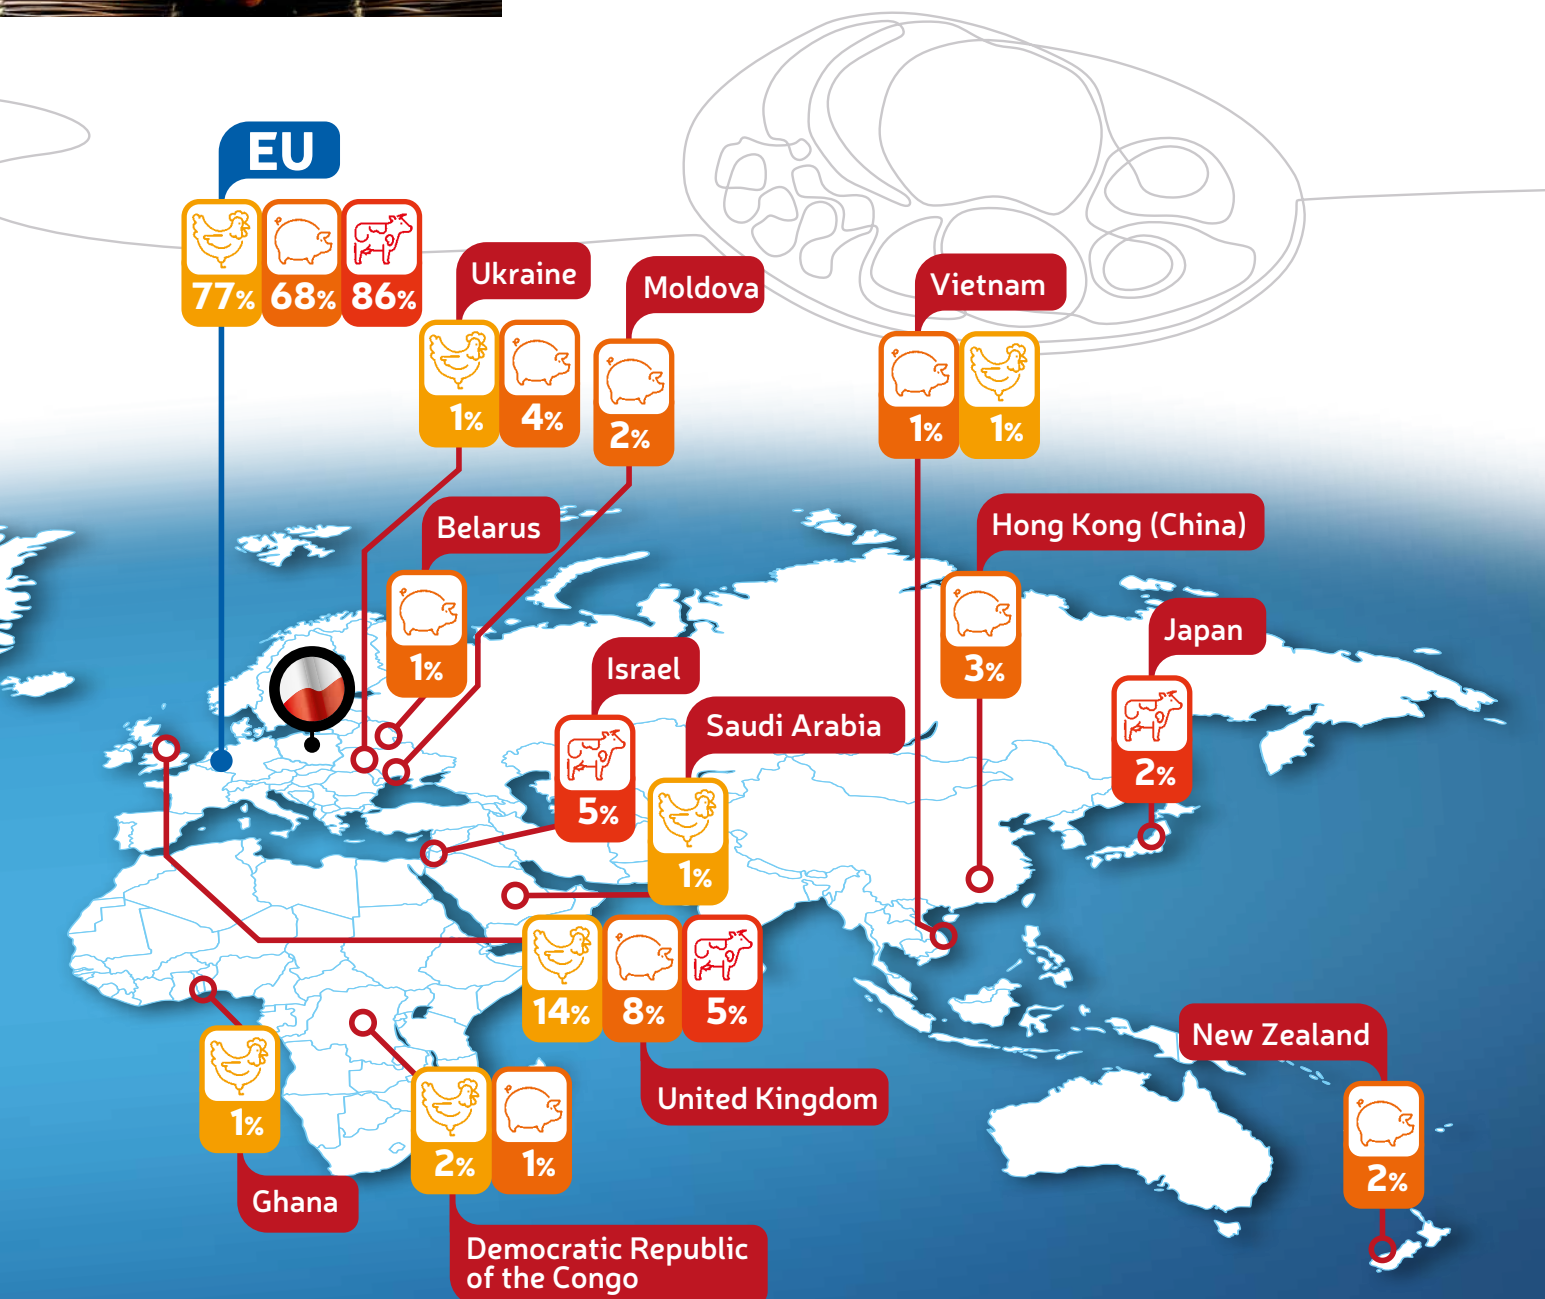 EU
77% 68% 86%
Ukraine
1% 4%
Moldova
2%
Vietnam
1% 1%
Belarus
1%
Hong Kong (China)
3%
Japan
2%
Israel
5%
Saudi Arabia
1%
14% 8% 5%
United Kingdom
1%
Ghana
2% 1%
Democratic Republic
of the Congo
New Zealand
2%